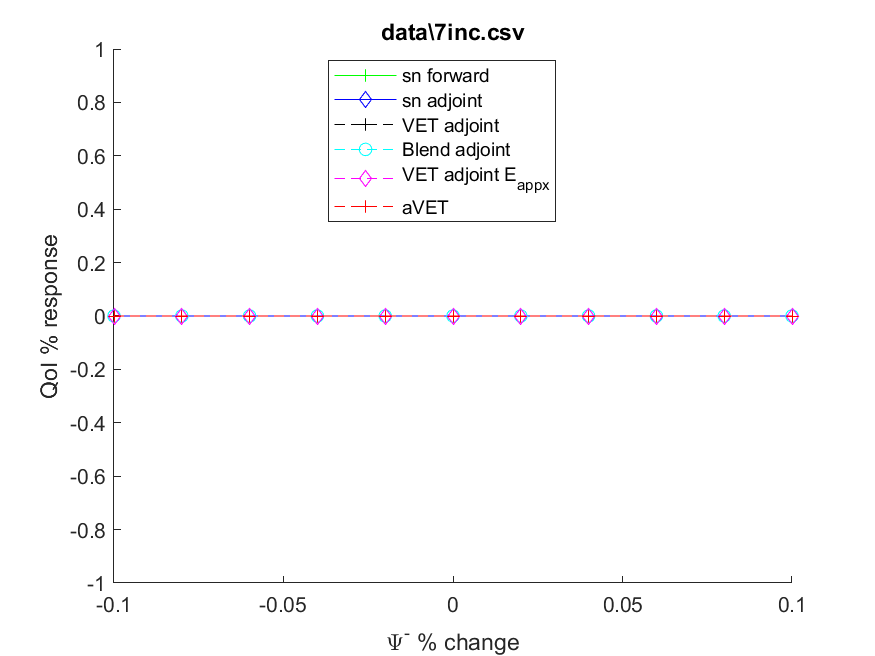 data\7inc.csv
sn forward
sn adjoint
VET adjoint
Blend adjoint
VET adjoint E_appx
aVET
1
0.8
0.6
0.4
0.2
0
-0.2
-0.4
-0.6
-0.8
-1
QoI % response
-0.1
-0.05
0
0.05
0.1
Ψ⁻ % change